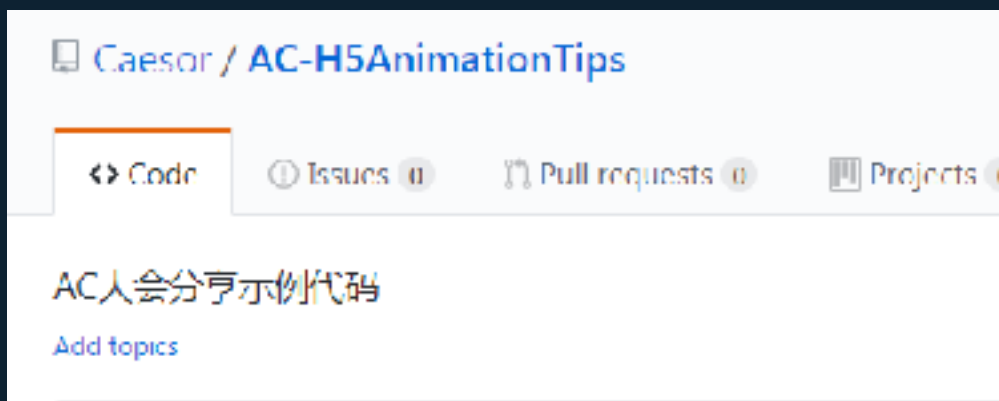 Caesor / AC-H5AnimationTips
Code Issues 0 Pull requests 0 Projects
AC大会分享示例代码
Add topics